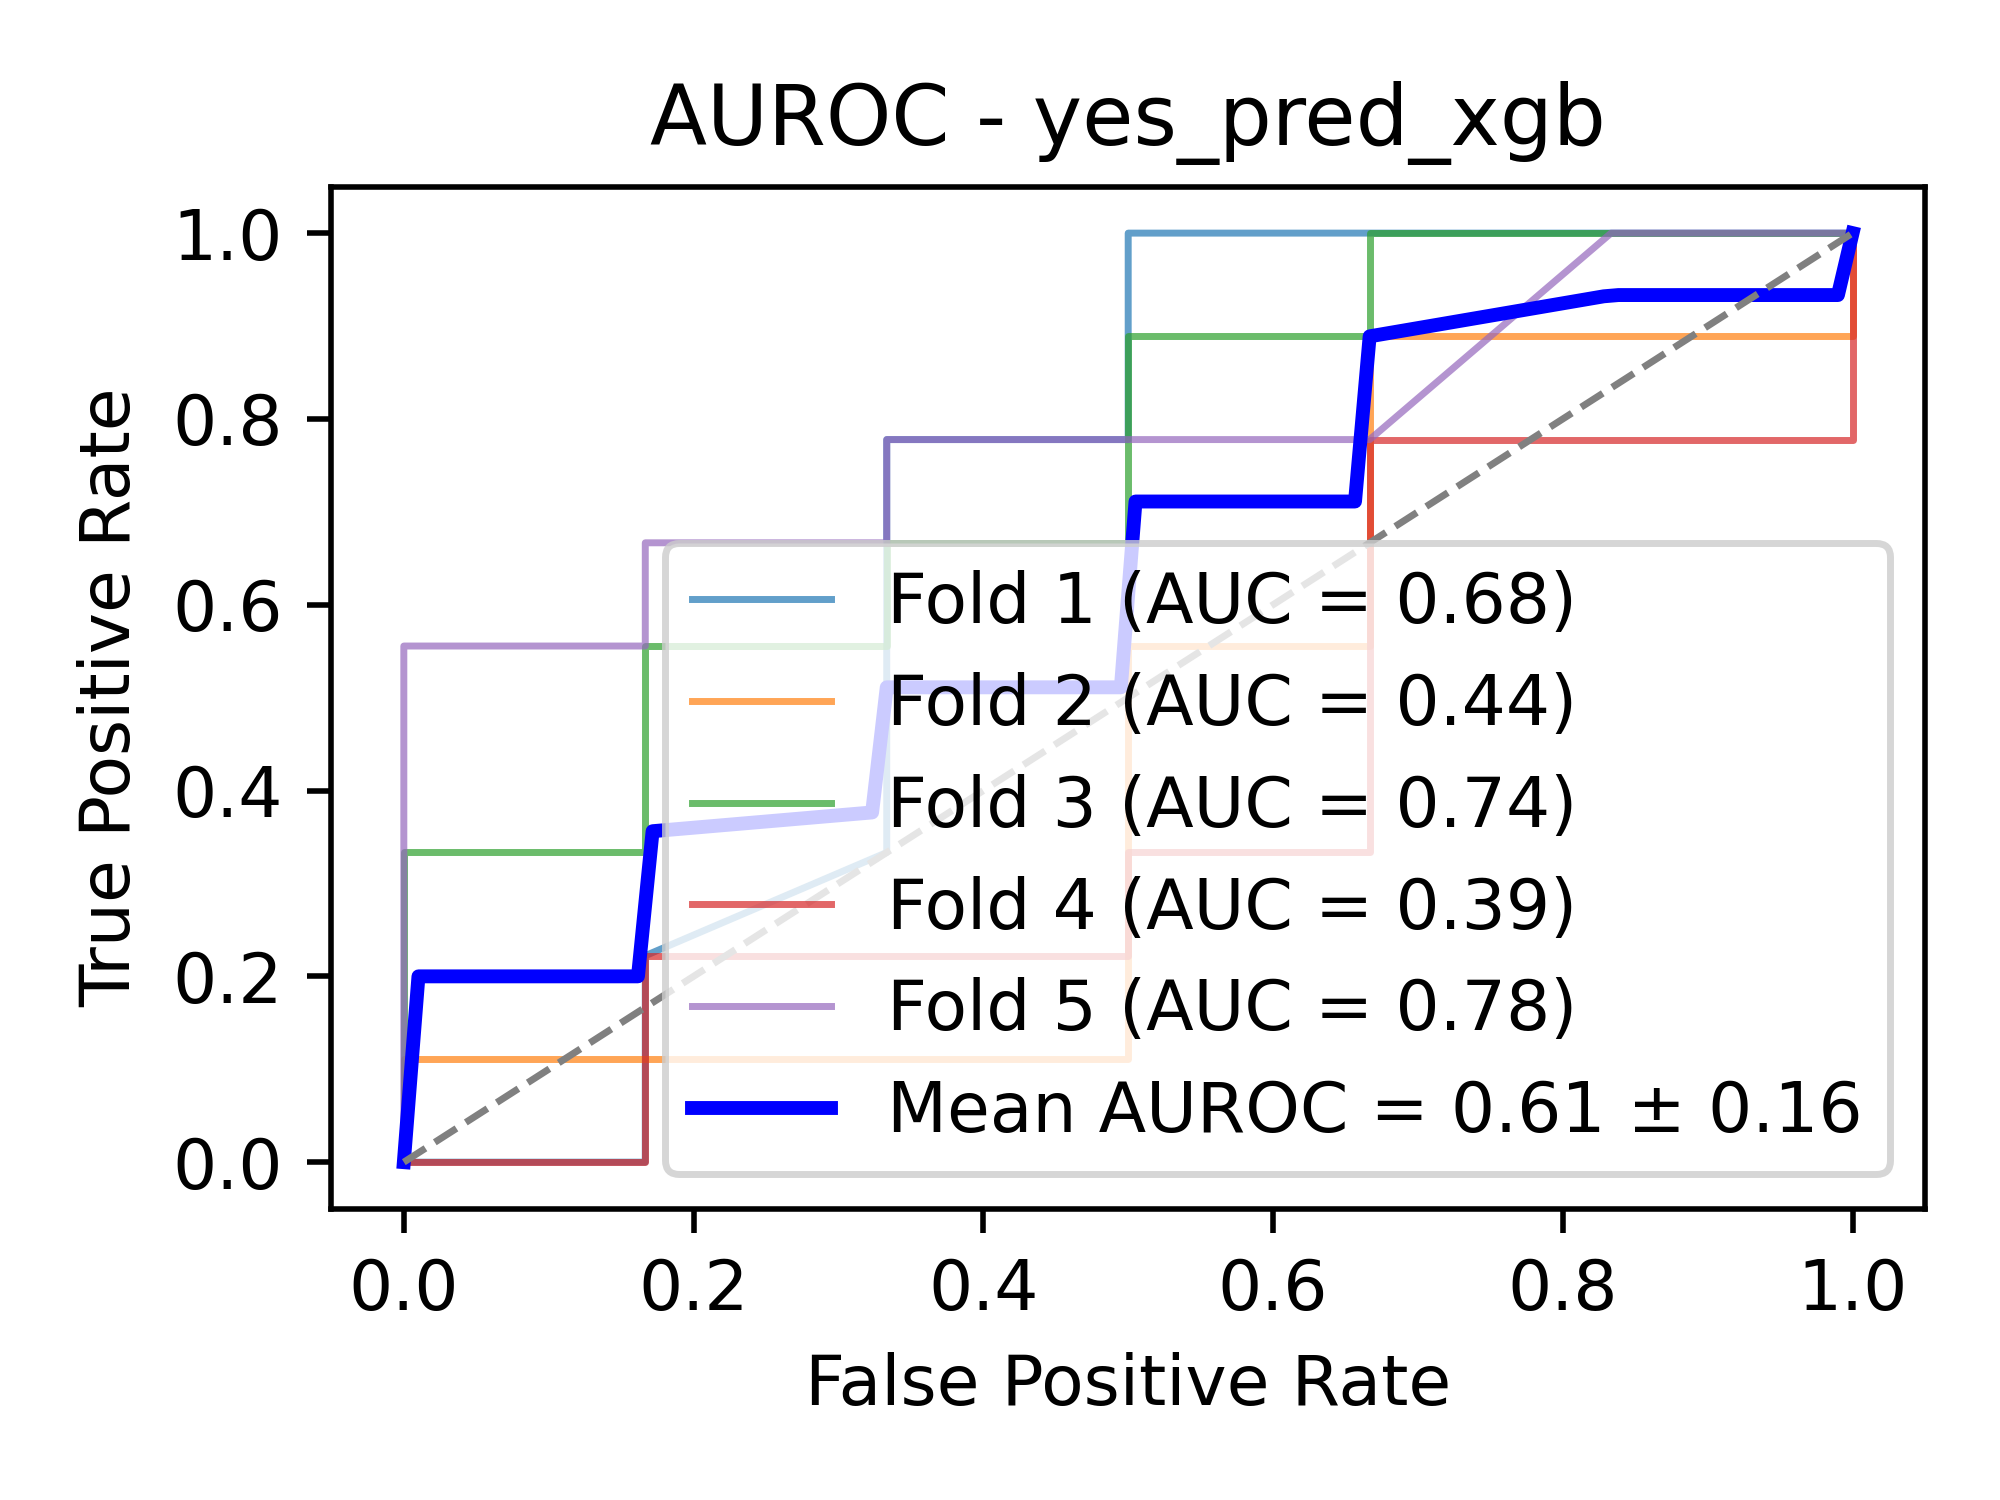 AUROC - yes_pred_xgb
True Positive Rate
1.0
0.8
0.6
0.4
0.2
0.0
Fold 1 (AUC = 0.68)
Fold 2 (AUC = 0.44)
Fold 3 (AUC = 0.74)
Fold 4 (AUC = 0.39)
Fold 5 (AUC = 0.78)
Mean AUROC = 0.61 ± 0.16
0.0 0.2 0.4 0.6 0.8 1.0
False Positive Rate